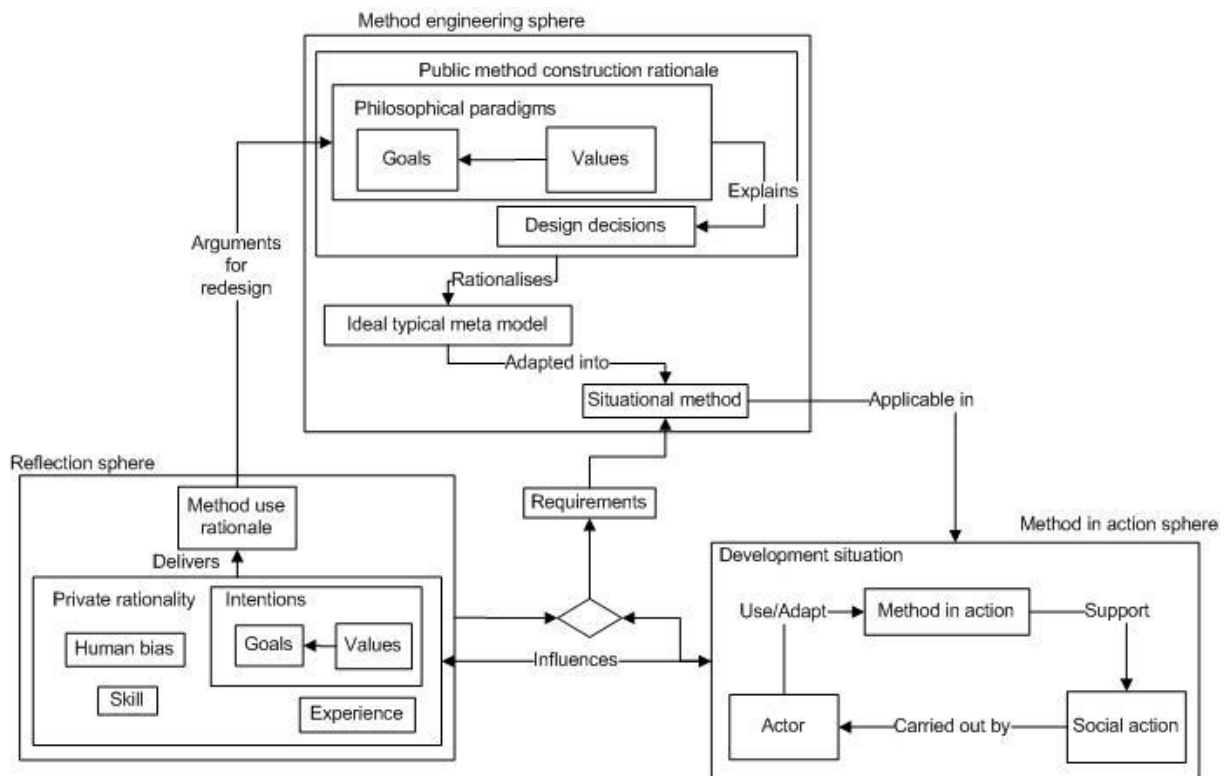 Method engineering sphere
Public method construction rationale
Philosophical paradigms
Goals
Values
Explains
Design decisions
Arguments
for
redesign
Rationalises
Ideal typical meta model
Adapted into
Situational method
Applicable in
Reflection sphere
Method use
rationale
Requirements
Method in action sphere
Delivers
Development situation
Private rationality
Intentions
Use/Adapt
Method in action
Support
Human bias
Goals
Values
Influences
Skill
Experience
Actor
Carried out by
Social action